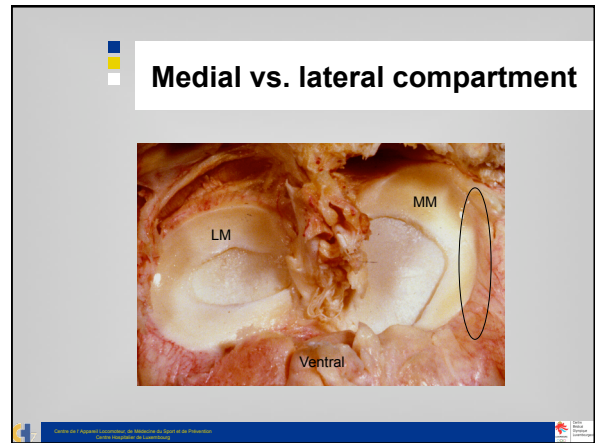 Medial vs. lateral compartment
MM
LM
Ventral
Centre de l'Appareil Locomoteur, de Médecine du Sport et de Prévention
Centre Hospitalier de Luxembourg